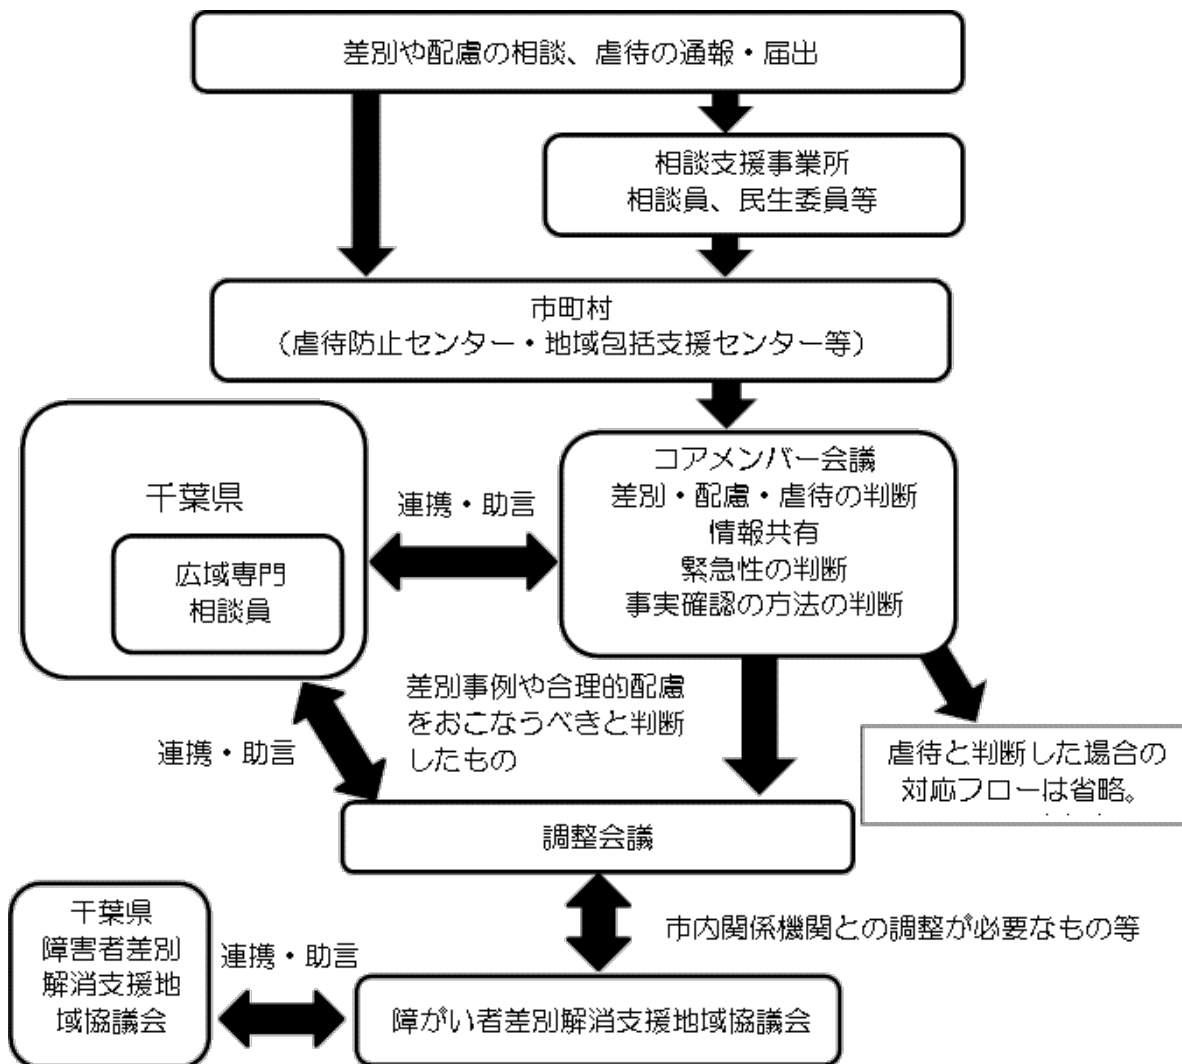 差別や配慮の相談、虐待の通報・届出
相談支援事業所
相談員、民生委員等
市町村
（虐待防止センター・地域包括支援センター等）
千葉県
広域専門
相談員
連携・助言
コアメンバー会議
差別・配慮・虐待の判断
情報共有
緊急性の判断
事実確認の方法の判断
連携・助言
差別事例や合理的配慮
をおこなうべきと判断
したもの
虐待と判断した場合の
対応フローは省略。
調整会議
市内関係機関との調整が必要なもの等
千葉県
障害者差別
解消支援地
域協議会
連携・助言
障がい者差別解消支援地域協議会